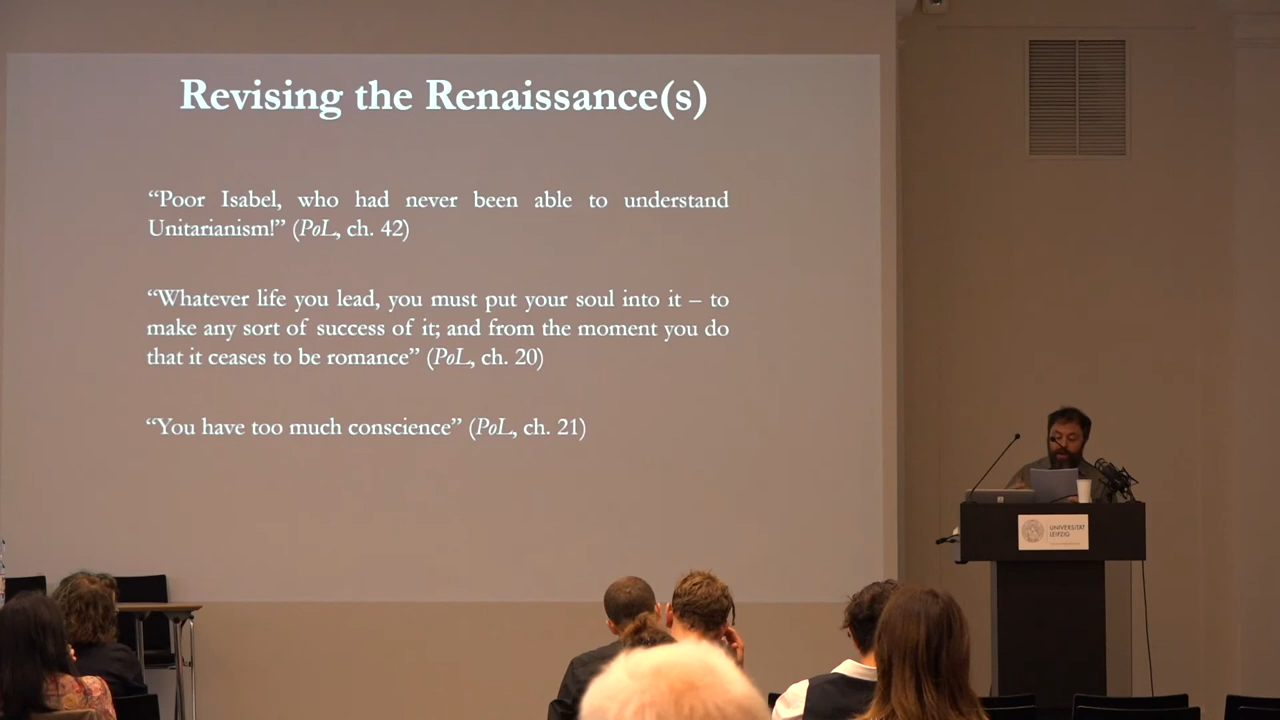 Revising the Renaissance(s)
“Poor Isabel, who had never been able to understand
Unitarianism!” (PoL, ch. 42)
“Whatever life you lead, you must put your soul into it – to
make any sort of success of it; and from the moment you do
that it ceases to be romance” (PoL, ch. 20)
“You have too much conscience” (PoL, ch. 21)
UNIVERSITÄT
LEIPZIG